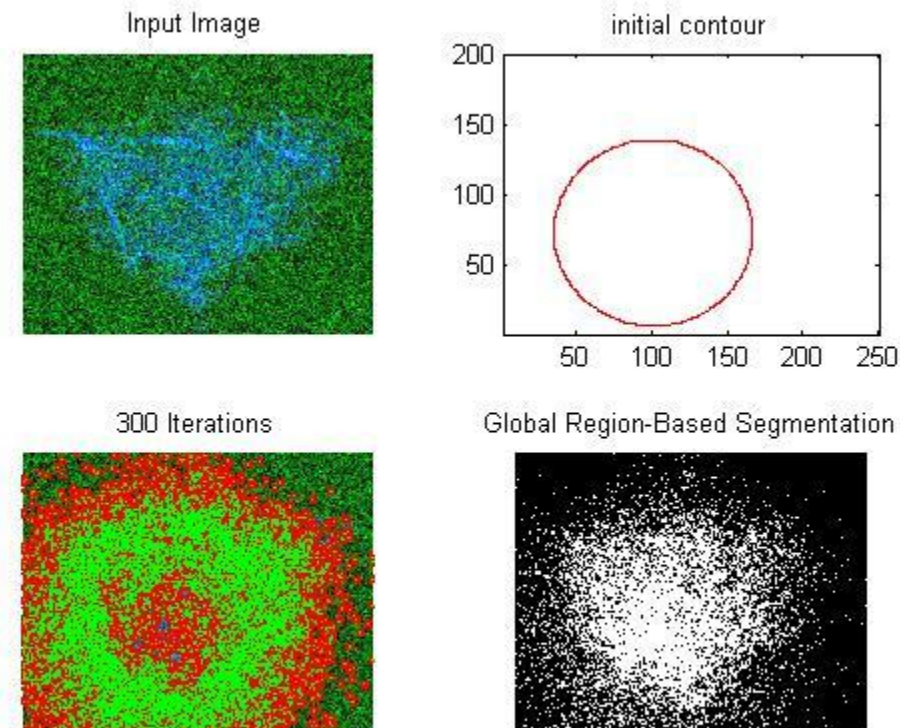 Input Image
initial contour
200
150
100
50
50 100 150 200 250
300 Iterations
Global Region-Based Segmentation